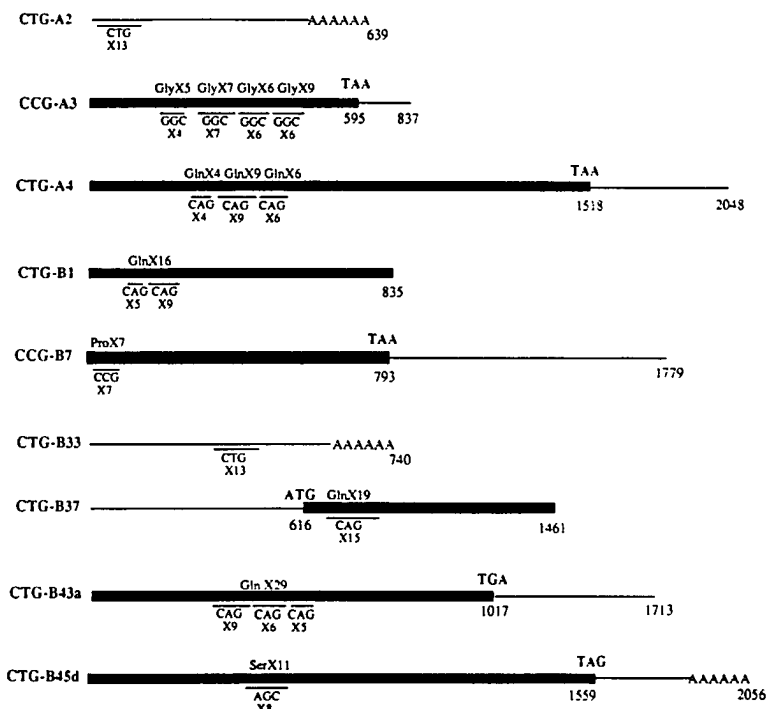 CTG-A2 AAAAAA
CTG 639
X13
GlyX5 GlyX7 GlyX6 GlyX9 TAA
CCG-A3
GGC GGC GGC GGC 595 837
X4 X7 X6 X6
GlnX4 GlnX9 GlnX6 TAA
CTG-A4
CAG CAG CAG 1518 2048
X4 X9 X6
GlnX16
CTG-B1
CAG CAG 835
X5 X9
ProX7 TAA
CCG-B7
CCG 793 1779
X7
CTG-B33 AAAAAA
CTG 740
X13
ATG GlnX19
CTG-B37
616 CAG 1461
X15
Gln X29 TGA
CTG-B43a
CAG CAG CAG 1017 1713
X9 X6 X5
SerX11 TAG
CTG-B45d AAAAAA
AGC 1559 2056
X8